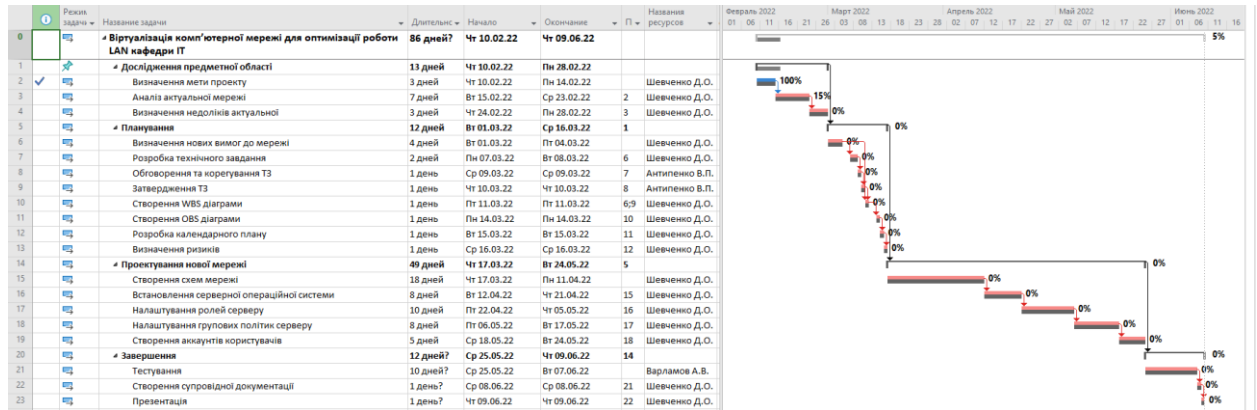 Режим задачи Название задачи Длительнс Начало Окончание П Названия ресурсов Февраль 2022 Март 2022 Апрель 2022 Май 2022 Июнь 2022
01 06 11 16 21 26 03 08 13 18 23 28 02 07 12 17 22 27 02 07 12 17 22 27 01 06 11 16
0 Віртуалізація комп’ютерної мережі для оптимізації роботи LAN кафедри ІТ 86 дней? Чт 10.02.22 Чт 09.06.22 5%
1 Дослідження предметної області 13 дней Чт 10.02.22 Пн 28.02.22
2 Визначення мети проекту 3 дней Чт 10.02.22 Пн 14.02.22 Шевченко Д.О. 100%
3 Аналіз актуальної мережі 7 дней Вт 15.02.22 Ср 23.02.22 2 Шевченко Д.О. 15%
4 Визначення недоліків актуальної 3 дней Чт 24.02.22 Пн 28.02.22 3 Шевченко Д.О. 0%
5 Планування 12 дней Вт 01.03.22 Ср 16.03.22 1 0%
6 Визначення нових вимог до мережі 4 дней Вт 01.03.22 Пт 04.03.22 Шевченко Д.О. 0%
7 Розробка технічного завдання 2 дней Пн 07.03.22 Вт 08.03.22 6 Шевченко Д.О. 0%
8 Обговорення та корегування ТЗ 1 день Ср 09.03.22 Ср 09.03.22 7 Антипенко В.П. 0%
9 Затвердження ТЗ 1 день Чт 10.03.22 Чт 10.03.22 8 Антипенко В.П. 0%
10 Створення WBS діаграми 1 день Пт 11.03.22 Пт 11.03.22 6;9 Шевченко Д.О. 0%
11 Створення OBS діаграми 1 день Пн 14.03.22 Пн 14.03.22 10 Шевченко Д.О. 0%
12 Розробка календарного плану 1 день Вт 15.03.22 Вт 15.03.22 11 Шевченко Д.О. 0%
13 Визначення ризиків 1 день Ср 16.03.22 Ср 16.03.22 12 Шевченко Д.О. 0%
14 Проектування нової мережі 49 дней Чт 17.03.22 Вт 24.05.22 5 0%
15 Створення схем мережі 18 дней Чт 17.03.22 Пн 11.04.22 Шевченко Д.О. 0%
16 Встановлення серверної операційної системи 8 дней Вт 12.04.22 Чт 21.04.22 15 Шевченко Д.О. 0%
17 Налаштування ролей серверу 10 дней Пт 22.04.22 Чт 05.05.22 16 Шевченко Д.О. 0%
18 Налаштування групових політик серверу 8 дней Пт 06.05.22 Вт 17.05.22 17 Шевченко Д.О. 0%
19 Створення аккаунтів користувачів 5 дней Ср 18.05.22 Вт 24.05.22 18 Шевченко Д.О. 0%
20 Завершення 12 дней? Ср 25.05.22 Чт 09.06.22 14 0%
21 Тестування 10 дней? Ср 25.05.22 Вт 07.06.22 Варламов А.В. 0%
22 Створення супровідної документації 1 день? Ср 08.06.22 Ср 08.06.22 21 Шевченко Д.О. 0%
23 Презентація 1 день? Чт 09.06.22 Чт 09.06.22 22 Шевченко Д.О. 0%